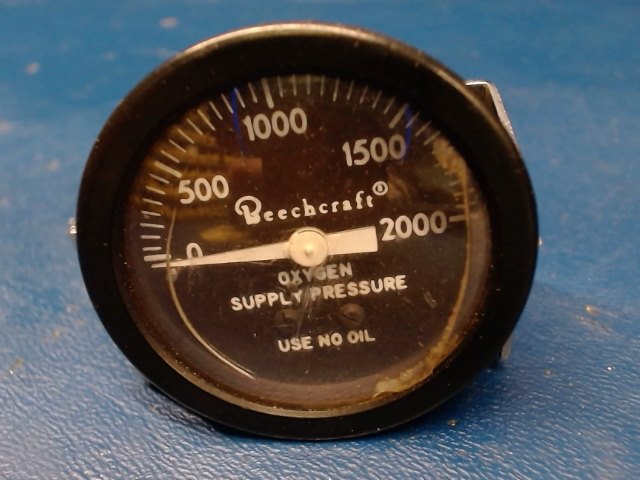 1000
1500
500
Beechcraft®
2000
0
OXYGEN
SUPPLY PRESSURE
USE NO OIL